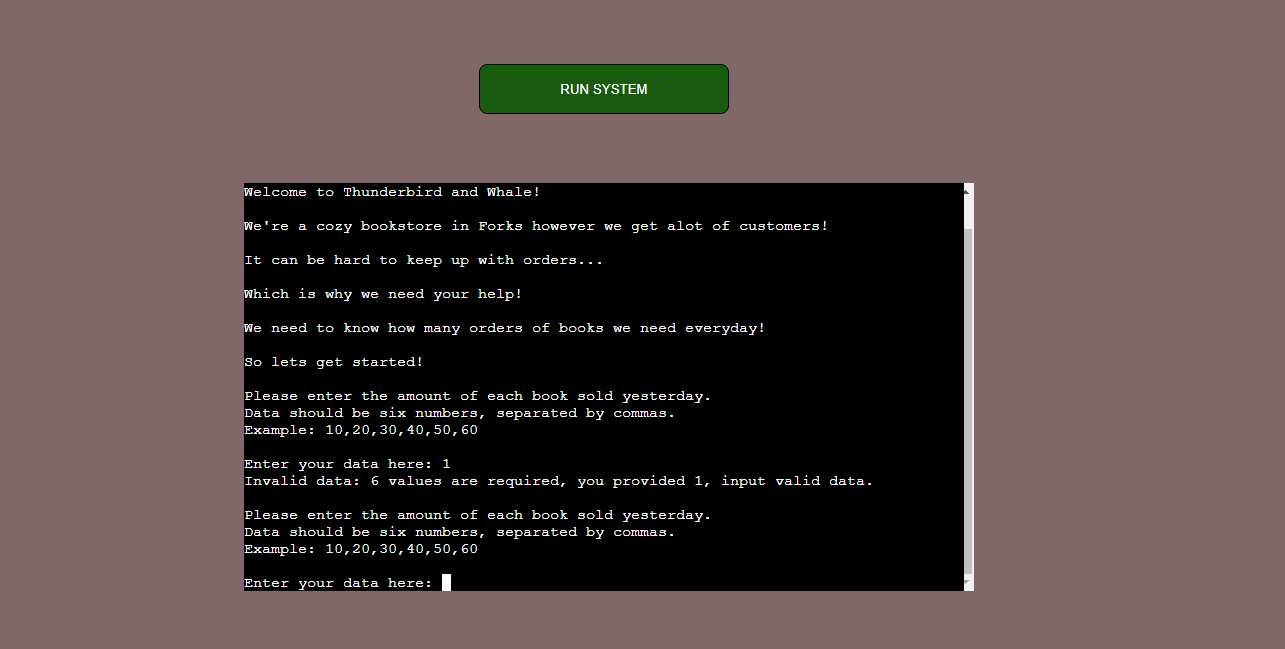 RUN SYSTEM
Welcome to Thunderbird and Whale!
We're a cozy bookstore in Forks however we get alot of customers!
It can be hard to keep up with orders...
Which is why we need your help!
We need to know how many orders of books we need everyday!
So lets get started!
Please enter the amount of each book sold yesterday.
Data should be six numbers, separated by commas.
Example: 10,20,30,40,50,60
Enter your data here: 1
Invalid data: 6 values are required, you provided 1, input valid data.
Please enter the amount of each book sold yesterday.
Data should be six numbers, separated by commas.
Example: 10,20,30,40,50,60
Enter your data here: